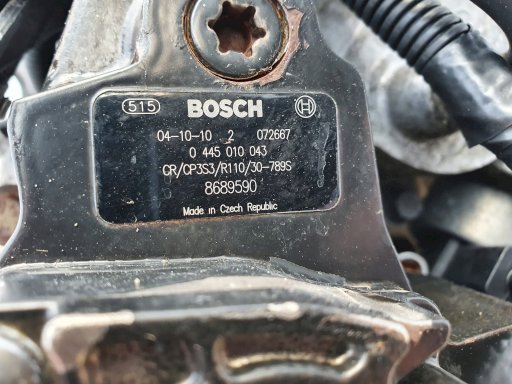 515 BOSCH
04-10-10 2 072667
0 445 010 043
CR/CP3S3/R110/30-789S
8689590
Made in Czech Republic